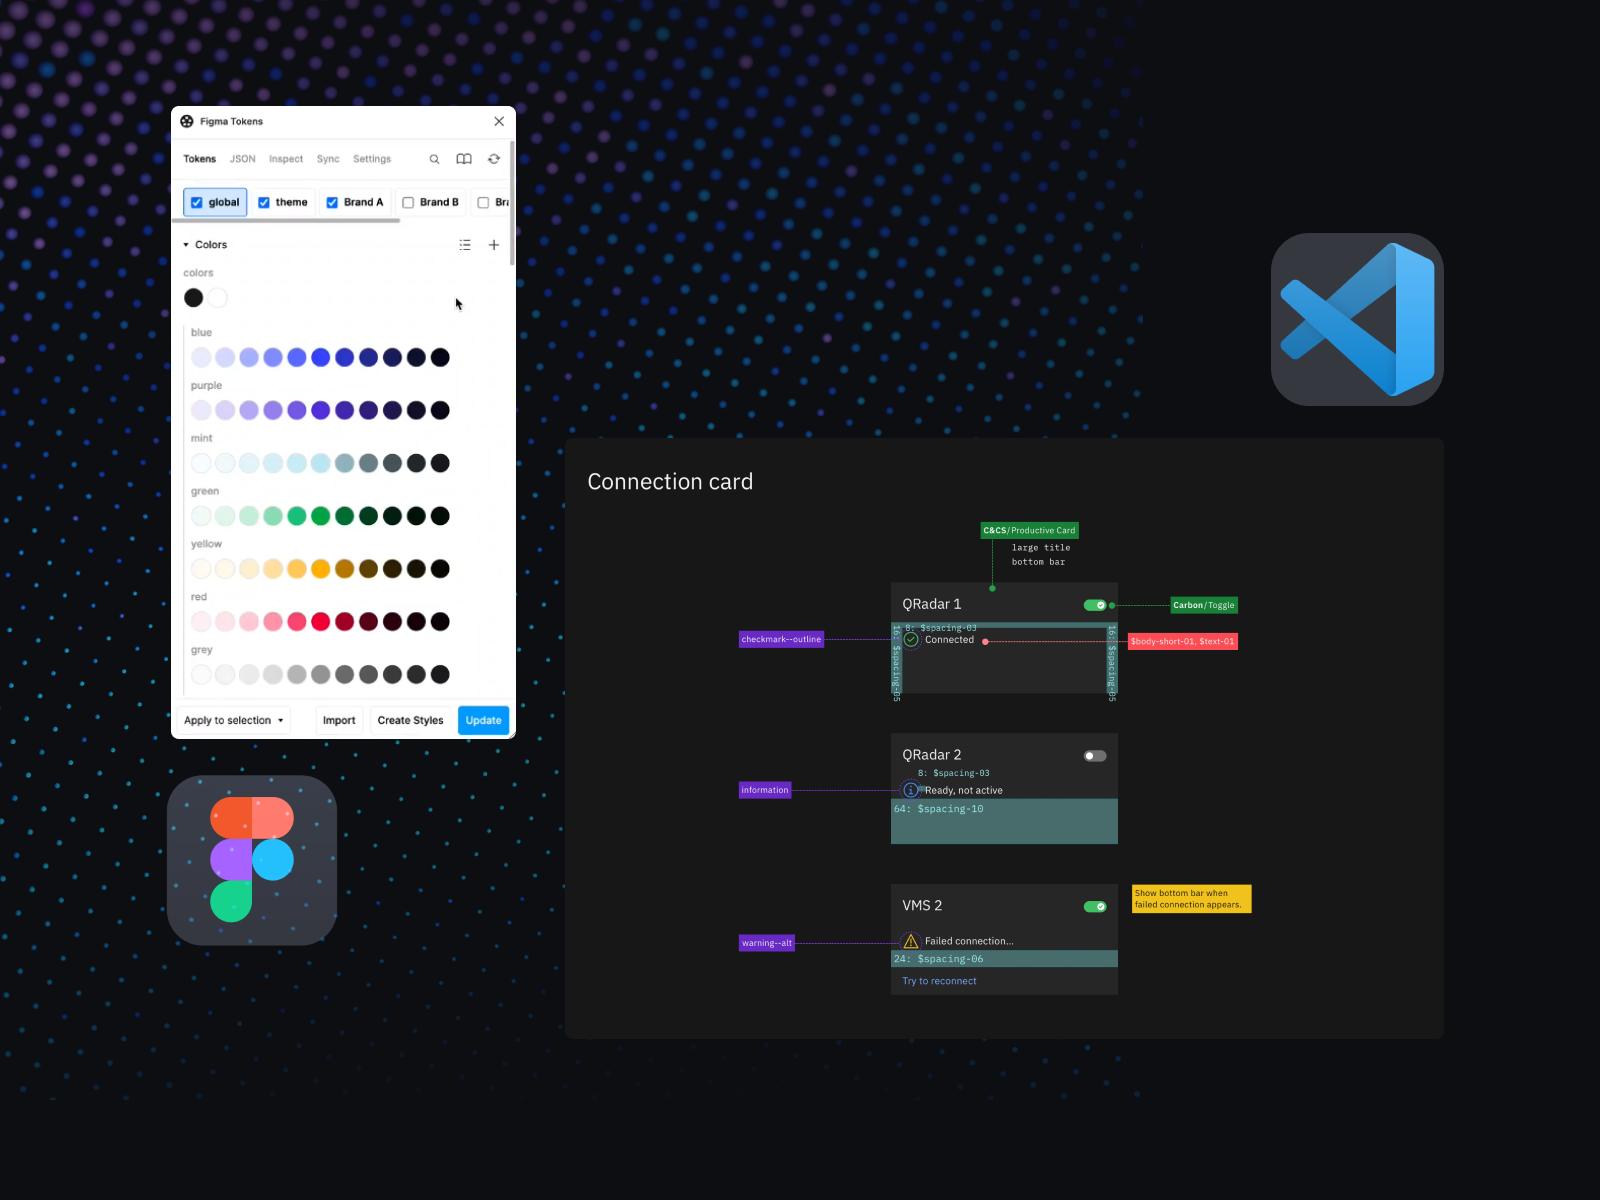 Figma Tokens
Tokens JSON Inspect Sync Settings
global theme Brand A Brand B
Colors
colors
blue
purple
mint
green
yellow
red
grey
Apply to selection Import Create Styles Update
Connection card
C&CS/Productive Card
large title
bottom bar
QRadar 1
Carbon/Toggle
8: $spacing-03
checkmark--outline
Connected
$body-short-01, $text-01
16: $spacing-05
16: $spacing-05
QRadar 2
8: $spacing-03
information
Ready, not active
64: $spacing-10
VMS 2
Show bottom bar when
failed connection appears.
warning--alt
Failed connection...
24: $spacing-06
Try to reconnect